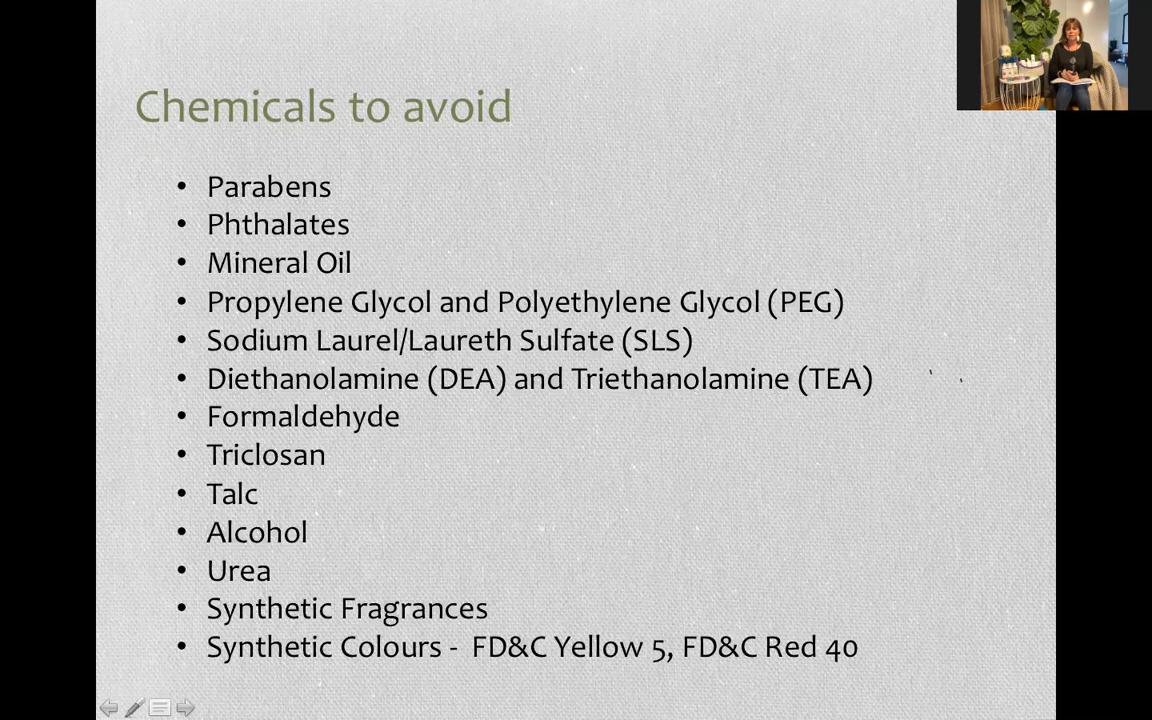 Chemicals to avoid
• Parabens
• Phthalates
• Mineral Oil
• Propylene Glycol and Polyethylene Glycol (PEG)
• Sodium Laurel/Laureth Sulfate (SLS)
• Diethanolamine (DEA) and Triethanolamine (TEA)
• Formaldehyde
• Triclosan
• Talc
• Alcohol
• Urea
• Synthetic Fragrances
• Synthetic Colours - FD&C Yellow 5, FD&C Red 40